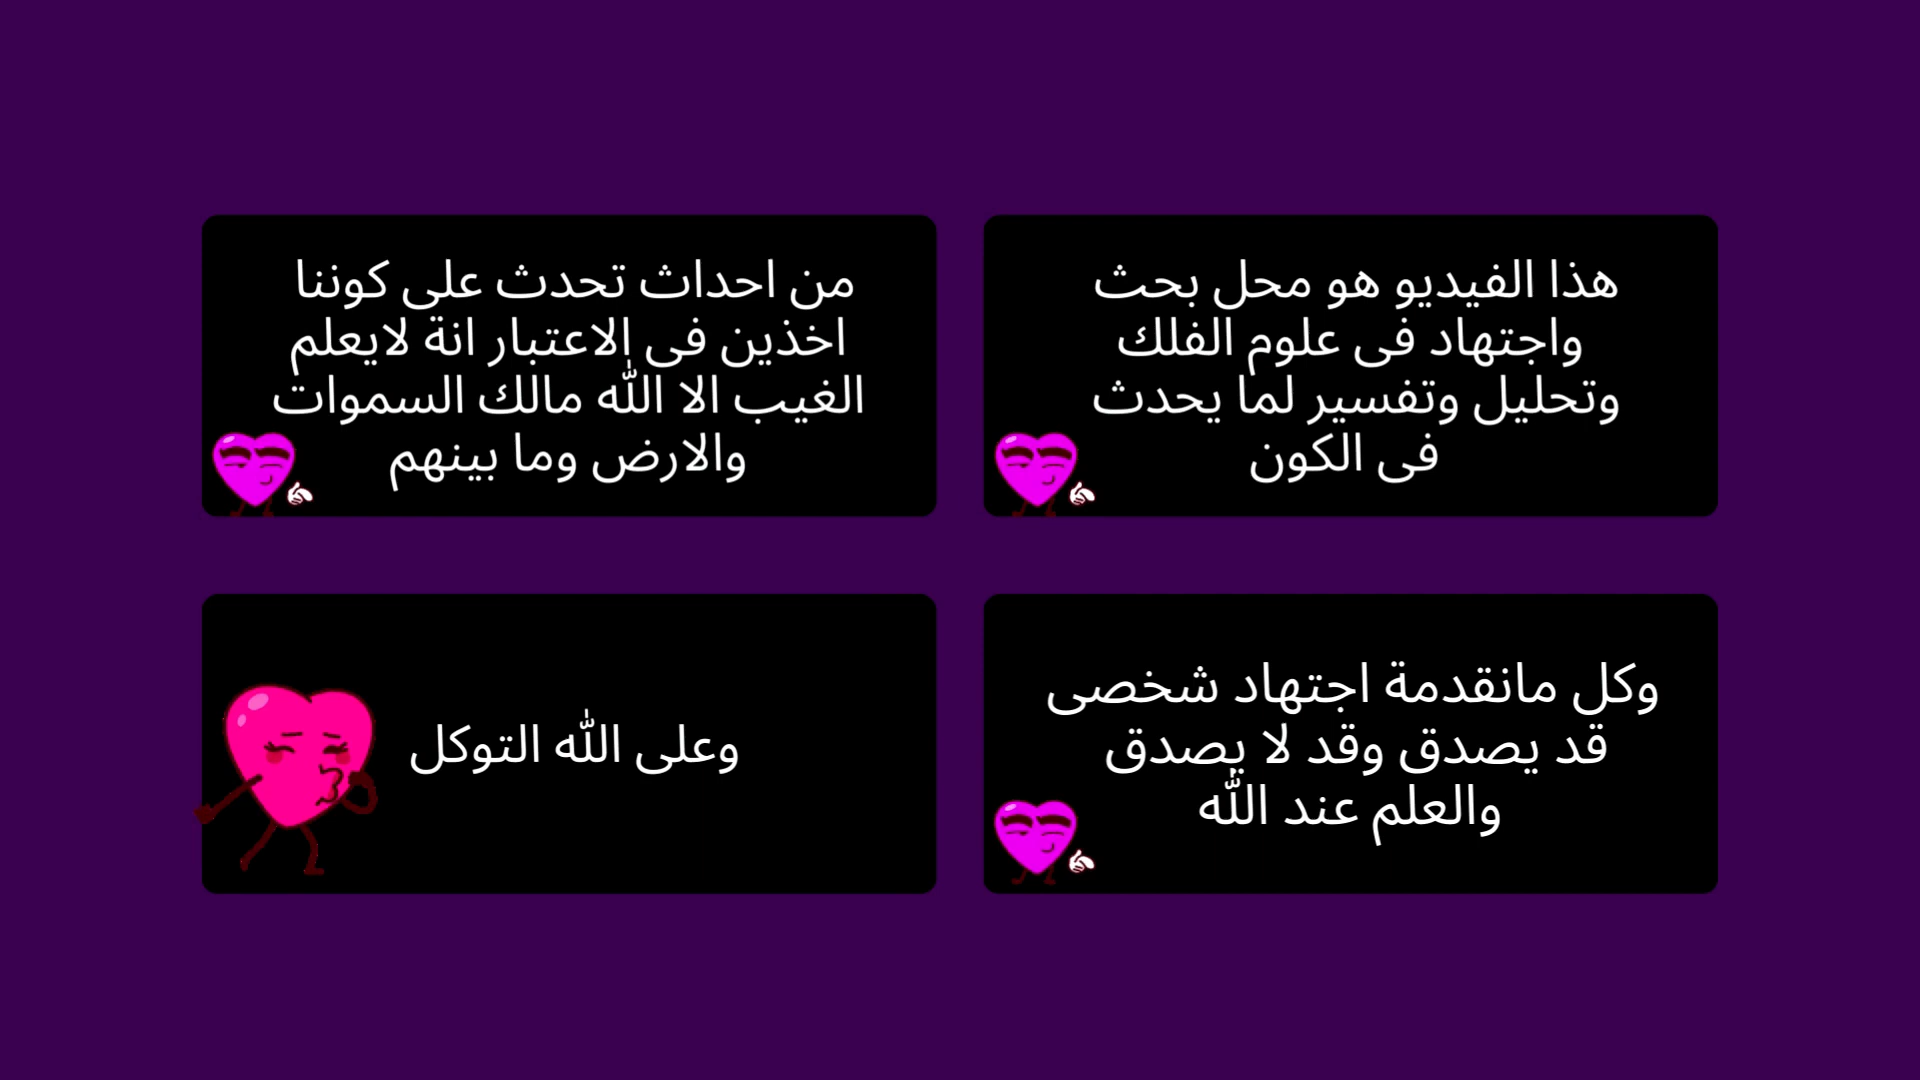 هذا الفيديو هو محل بحث
واجتهاد فى علوم الفلك
وتحليل وتفسير لما يحدث
فى الكون
من احداث تحدث على كوننا
اخذين فى الاعتبار انة لايعلم
الغيب الا الله مالك السموات
والارض وما بينهم
وكل مانقدمة اجتهاد شخصى
قد يصدق وقد لا يصدق
والعلم عند الله
وعلى الله التوكل